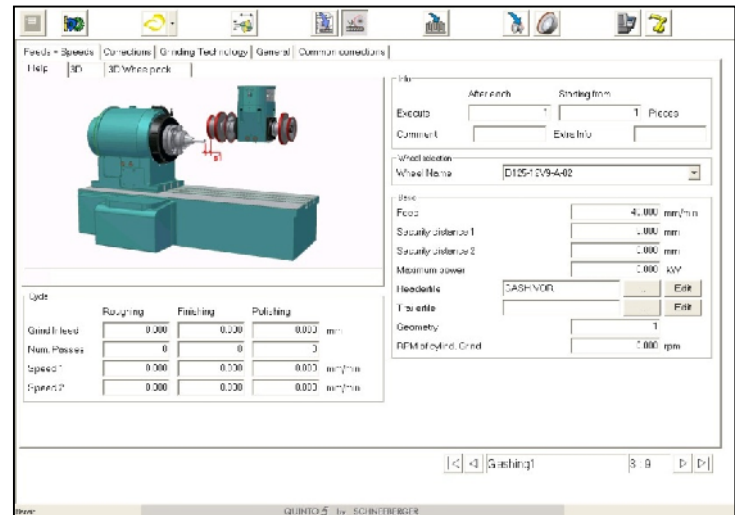 Feeds + Speeds Corrections Grinding Technology General Common corrections
Help 3D 3D Wheel pack
Info
After each Starting from
Execute 1 1 Pieces
Comment Extra Info
Wheel selection
Wheel Name
Basic
Feed mm/min
Security distance 1 mm
Security distance 2 mm
Maximum power kW
Headerfile ... Edit
Trailerfile Edit
Geometry 1
RPM of cylind. Grind rpm
Cycle
Roughing Finishing Polishing
Grind Infeed 0.000 0.000 0.000 mm
Num. Passes 0 0
Speed 1 0.000 0.000 0.000 mm/min
Speed 2 0.000 0.000 0.000 mm/min
Gashing1
QUINTO 5 by SCHNEEBERGER